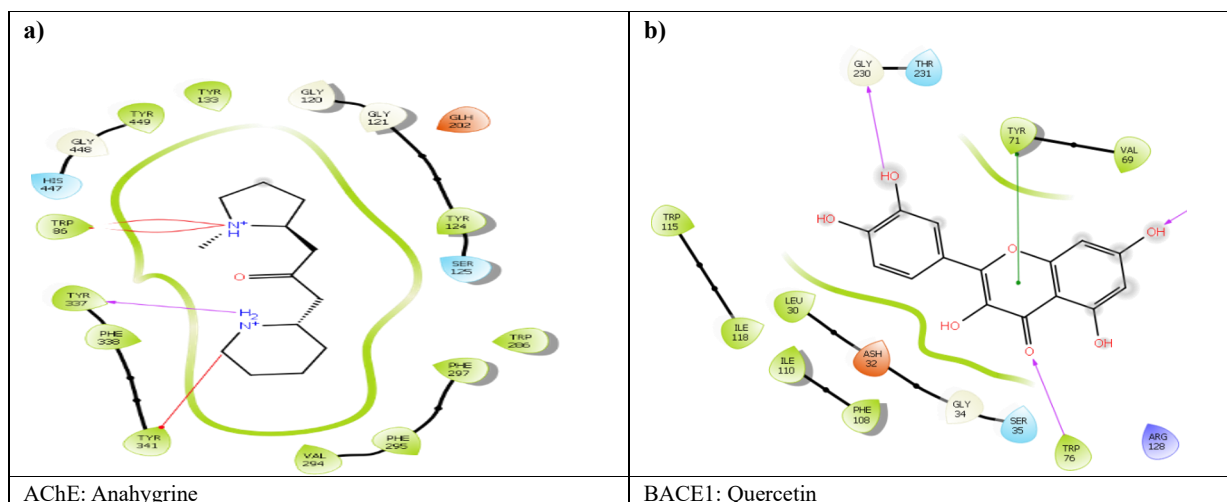 a)
TYR
133
TYR
449
GLY
448
HIS
447
TRP
86
TYR
337
PHE
338
TYR
341
GLY
120
GLY
121
GLH
202
TYR
124
SER
125
TRP
286
PHE
297
PHE
295
VAL
294
N+
H
O
H2
N+
AChE: Anahygrine
b)
GLY
230
THR
231
TYR
71
VAL
69
TRP
115
ILE
118
LEU
30
ILE
110
ASH
32
PHE
108
GLY
34
SER
35
TRP
76
ARG
128
HO
HO
O
OH
HO
O
OH
BACE1: Quercetin